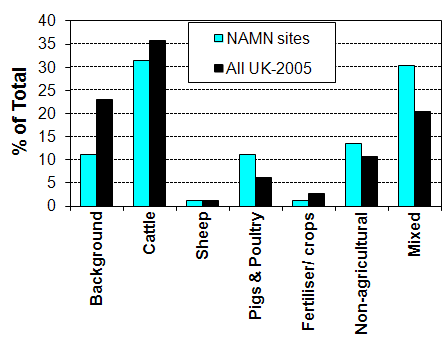 40
35
30
25
20
15
10
5
0
% of Total
NAMN sites
All UK-2005
Background
Cattle
Sheep
Pigs & Poultry
Fertiliser/ crops
Non-agricultural
Mixed